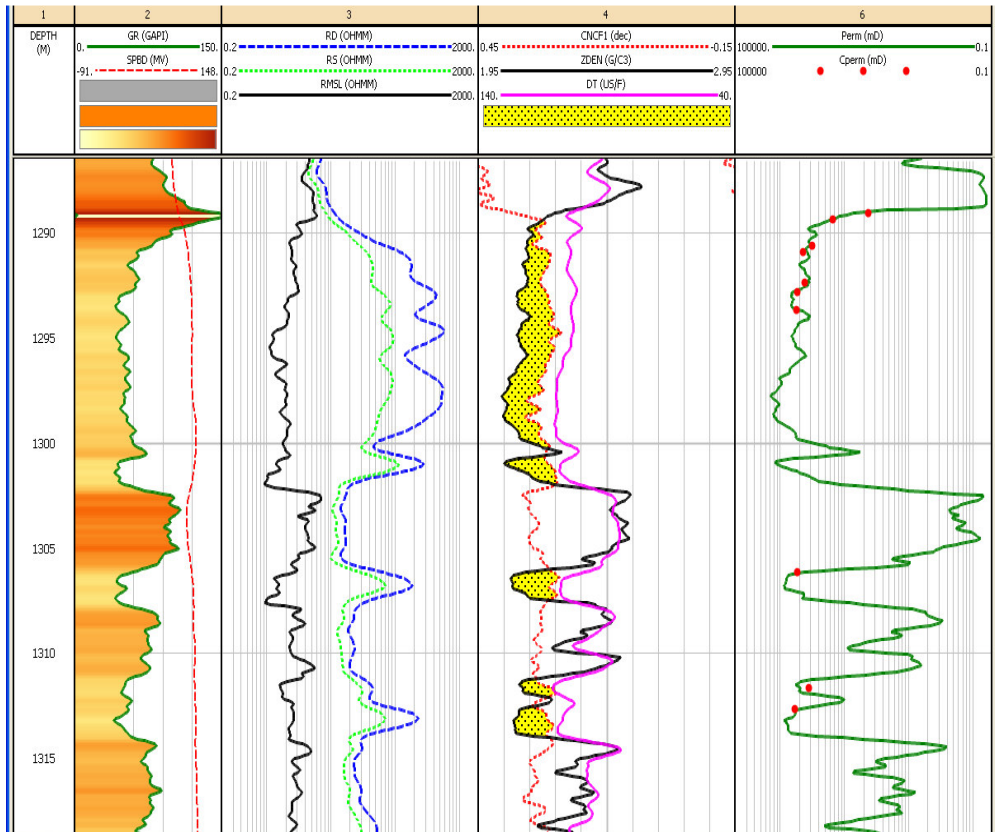 1 2 3 4 6
DEPTH
(M)
GR (GAPI)
0. 150.
SPBD (MV)
-91. 148.
RD (OHMM)
0.2 2000.
RS (OHMM)
0.2 2000.
RMSL (OHMM)
0.2 2000.
CNCF1 (dec)
0.45 -0.15
ZDEN (G/C3)
1.95 2.95
DT (US/F)
140. 40.
Perm (mD)
100000. 0.1
Cperm (mD)
100000 0.1
1290
1295
1300
1305
1310
1315